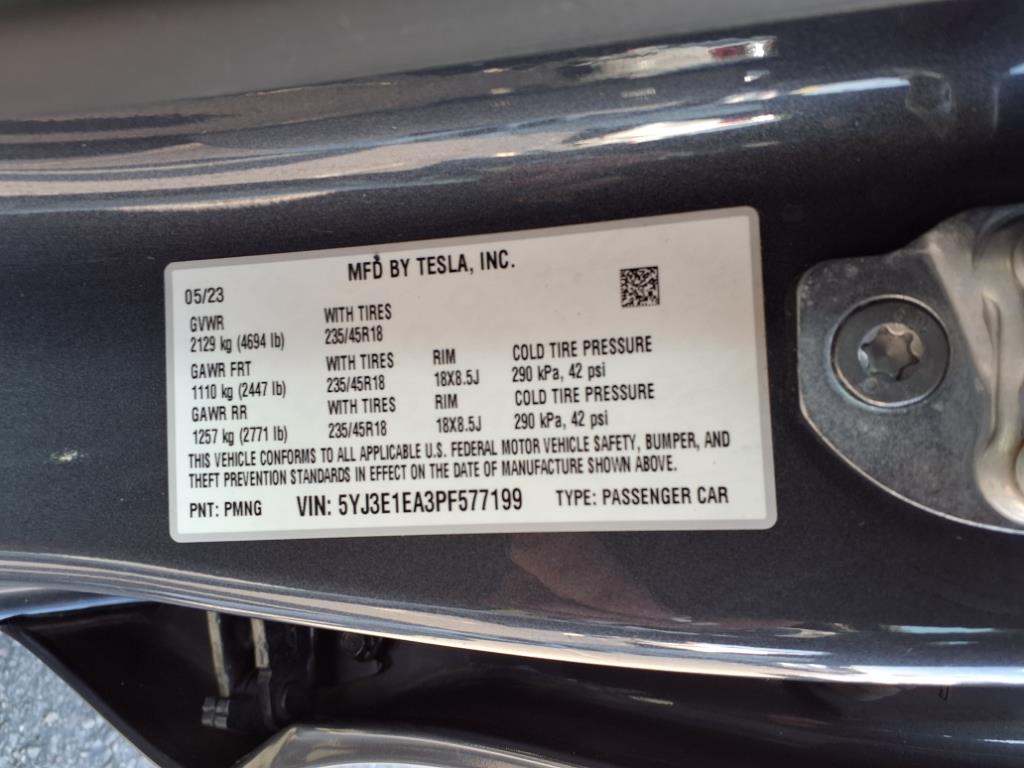 MFD BY TESLA, INC.
05/23
GVWR WITH TIRES
2129 kg (4694 lb) 235/45R18
GAWR FRT WITH TIRES RIM COLD TIRE PRESSURE
1110 kg (2447 lb) 235/45R18 18X8.5J 290 kPa, 42 psi
GAWR RR WITH TIRES RIM COLD TIRE PRESSURE
1257 kg (2771 lb) 235/45R18 18X8.5J 290 kPa, 42 psi
THIS VEHICLE CONFORMS TO ALL APPLICABLE U.S. FEDERAL MOTOR VEHICLE SAFETY, BUMPER, AND
THEFT PREVENTION STANDARDS IN EFFECT ON THE DATE OF MANUFACTURE SHOWN ABOVE.
PNT: PMNG VIN: 5YJ3E1EA3PF577199 TYPE: PASSENGER CAR